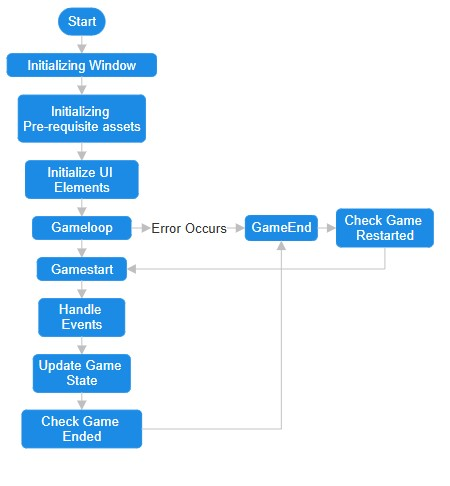 Start
Initializing Window
Initializing
Pre-requisite assets
Initialize UI
Elements
Gameloop
Error Occurs
GameEnd
Check Game
Restarted
Gamestart
Handle
Events
Update Game
State
Check Game
Ended